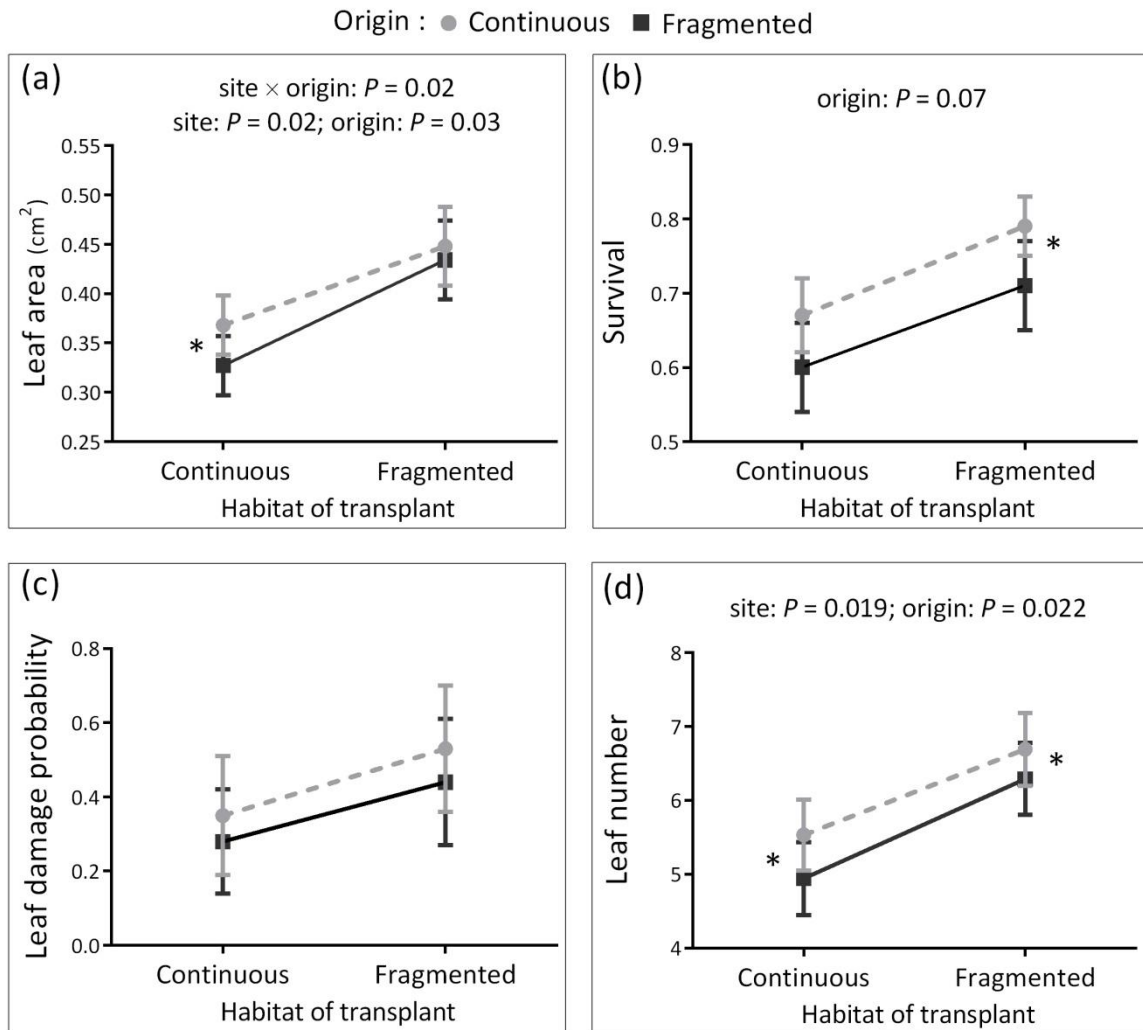 Origin : Continuous Fragmented
(a)
site × origin: P = 0.02
site: P = 0.02; origin: P = 0.03
0.55
0.50
0.45
0.40
0.35
0.30
0.25
Leaf area (cm²)
*
Continuous Fragmented
Habitat of transplant
(b)
origin: P = 0.07
0.9
0.8
0.7
0.6
0.5
Survival
*
Continuous Fragmented
Habitat of transplant
(c)
0.8
0.6
0.4
0.2
0.0
Leaf damage probability
Continuous Fragmented
Habitat of transplant
(d)
site: P = 0.019; origin: P = 0.022
8
7
6
5
4
Leaf number
*
*
Continuous Fragmented
Habitat of transplant